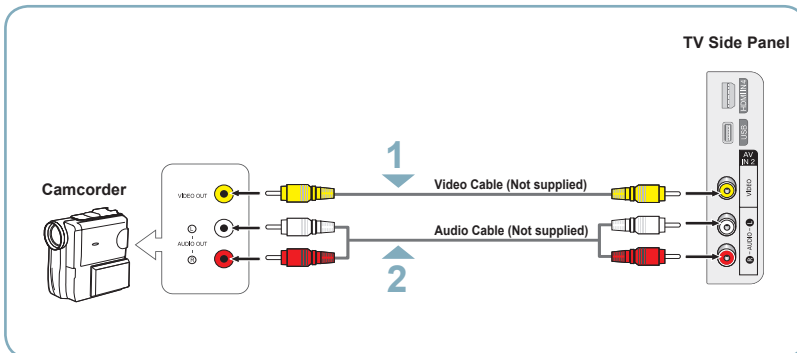 TV Side Panel
HDMI IN 4
USB
AV
IN 2
1
Video Cable (Not supplied)
VIDEO OUT
VIDEO
Camcorder
L
AUDIO OUT
R
Audio Cable (Not supplied)
R - AUDIO - L
2